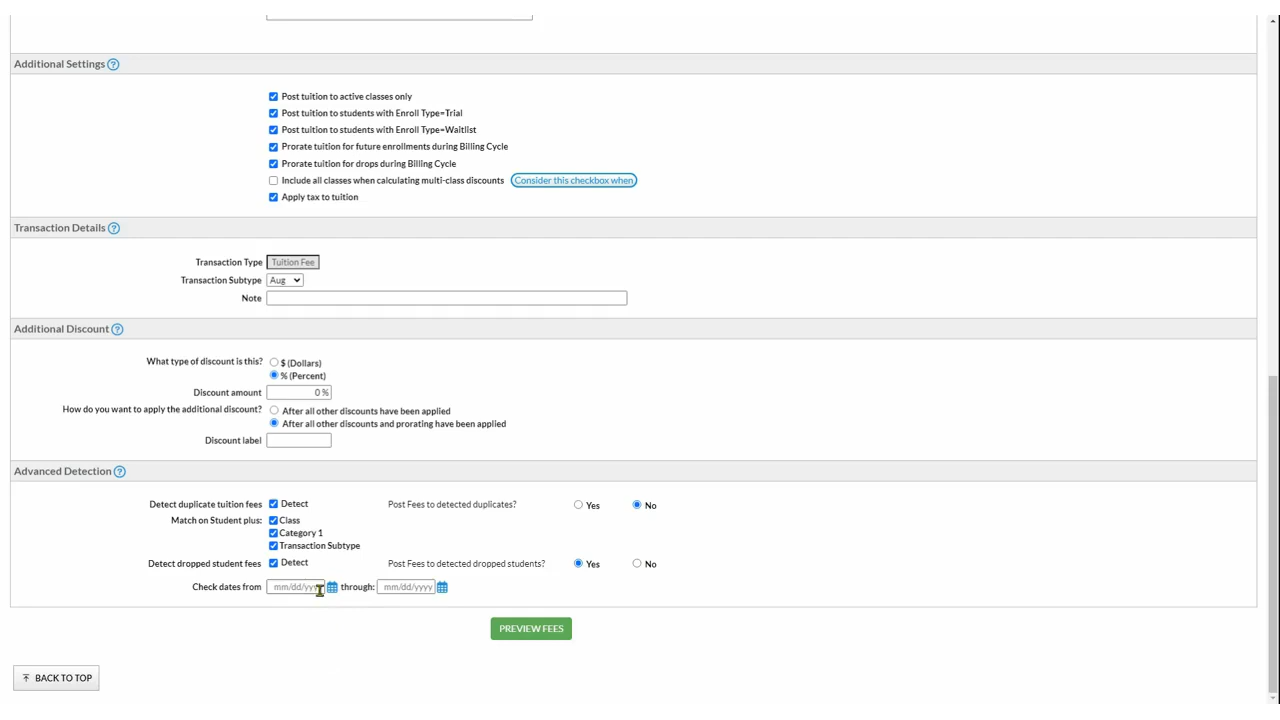 Additional Settings ?
Post tuition to active classes only
Post tuition to students with Enroll Type=Trial
Post tuition to students with Enroll Type=Waitlist
Prorate tuition for future enrollments during Billing Cycle
Prorate tuition for drops during Billing Cycle
Include all classes when calculating multi-class discounts Consider this checkbox when
Apply tax to tuition
Transaction Details ?
Transaction Type Tuition Fee
Transaction Subtype Aug
Note
Additional Discount ?
What type of discount is this? $ (Dollars)
% (Percent)
Discount amount 0 %
How do you want to apply the additional discount? After all other discounts have been applied
After all other discounts and prorating have been applied
Discount label
Advanced Detection ?
Detect duplicate tuition fees Detect Post Fees to detected duplicates? Yes No
Match on Student plus: Class
Category 1
Transaction Subtype
Detect dropped student fees Detect Post Fees to detected dropped students? Yes No
Check dates from mm/dd/yyyy through: mm/dd/yyyy
PREVIEW FEES
BACK TO TOP